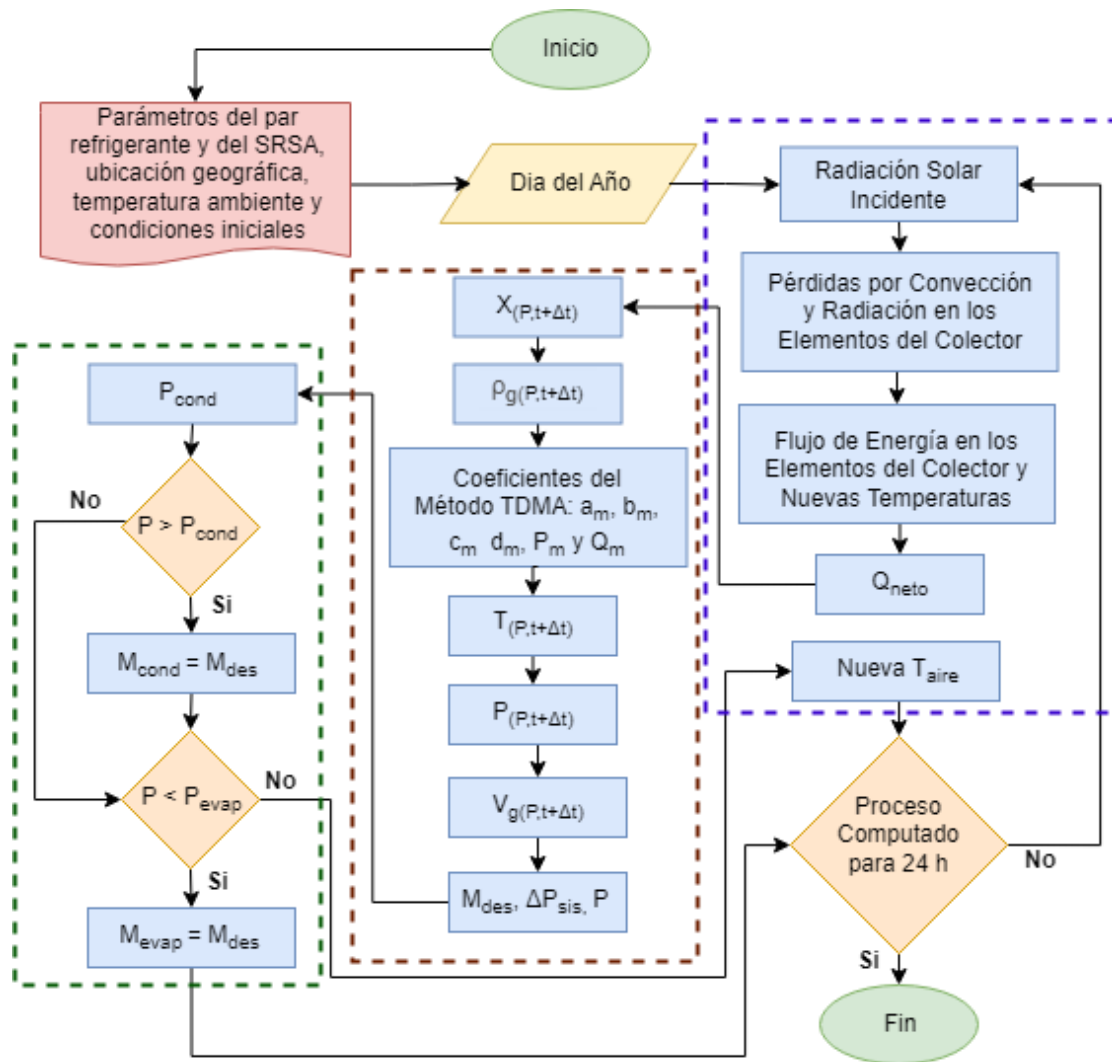 Inicio
Parámetros del par
refrigerante y del SRSA,
ubicación geográfica,
temperatura ambiente y
condiciones iniciales
Dia del Año
Radiación Solar
Incidente
Pérdidas por Convección
y Radiación en los
Elementos del Colector
Flujo de Energía en los
Elementos del Colector y
Nuevas Temperaturas
Qneto
X(P,t+Δt)
ρg(P,t+Δt)
Coeficientes del
Método TDMA: am, bm,
cm dm, Pm y Qm
T(P,t+Δt)
P(P,t+Δt)
Vg(P,t+Δt)
Mdes, ΔPsis, P
Pcond
No
P > Pcond
Si
Mcond = Mdes
P < Pevap
No
Si
Mevap = Mdes
Nueva Taire
Proceso
Computado
para 24 h
No
Si
Fin